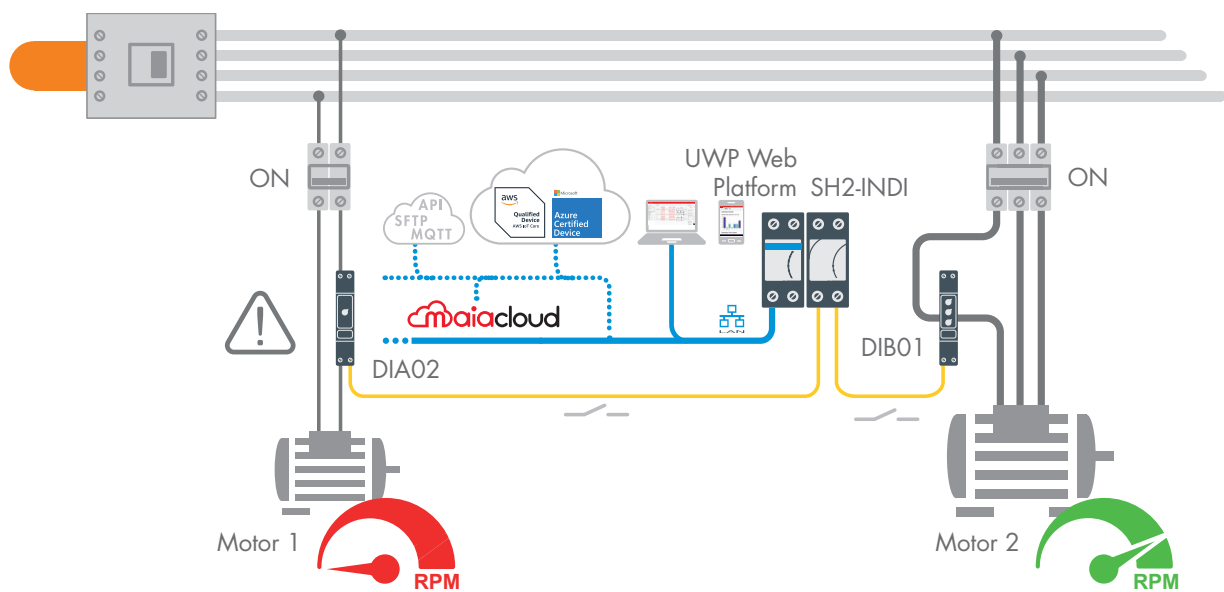 ON
API
SFTP
MQTT
aws
Qualified
Device
AWS IoT Core
Microsoft
Azure
Certified
Device
UWP Web
Platform
SH2-INDI
ON
maiacloud
LAN
DIA02
DIB01
Motor 1
RPM
Motor 2
RPM